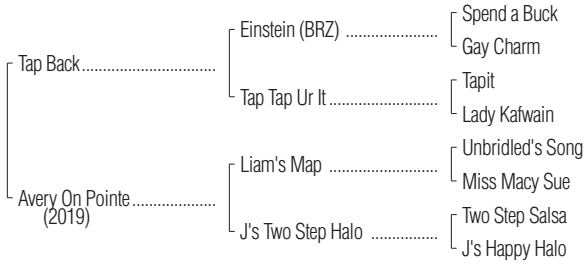 Spend a Buck
Einstein (BRZ) ....................
Gay Charm
Tap Back.............................
Tapit
Tap Tap Ur It .......................
Lady Kafwain
Unbridled's Song
Liam's Map .......................
Miss Macy Sue
Avery On Pointe..................
(2019)
Two Step Salsa
J's Two Step Halo ..............
J's Happy Halo